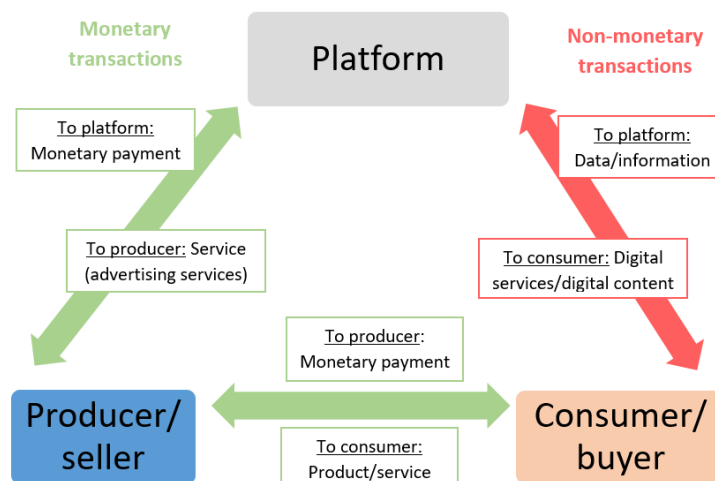 Monetary
transactions
Platform
Non-monetary
transactions
To platform:
Monetary payment
To platform:
Data/information
To producer: Service
(advertising services)
To consumer: Digital
services/digital content
To producer:
Monetary payment
Producer/
seller
Consumer/
buyer
To consumer:
Product/service